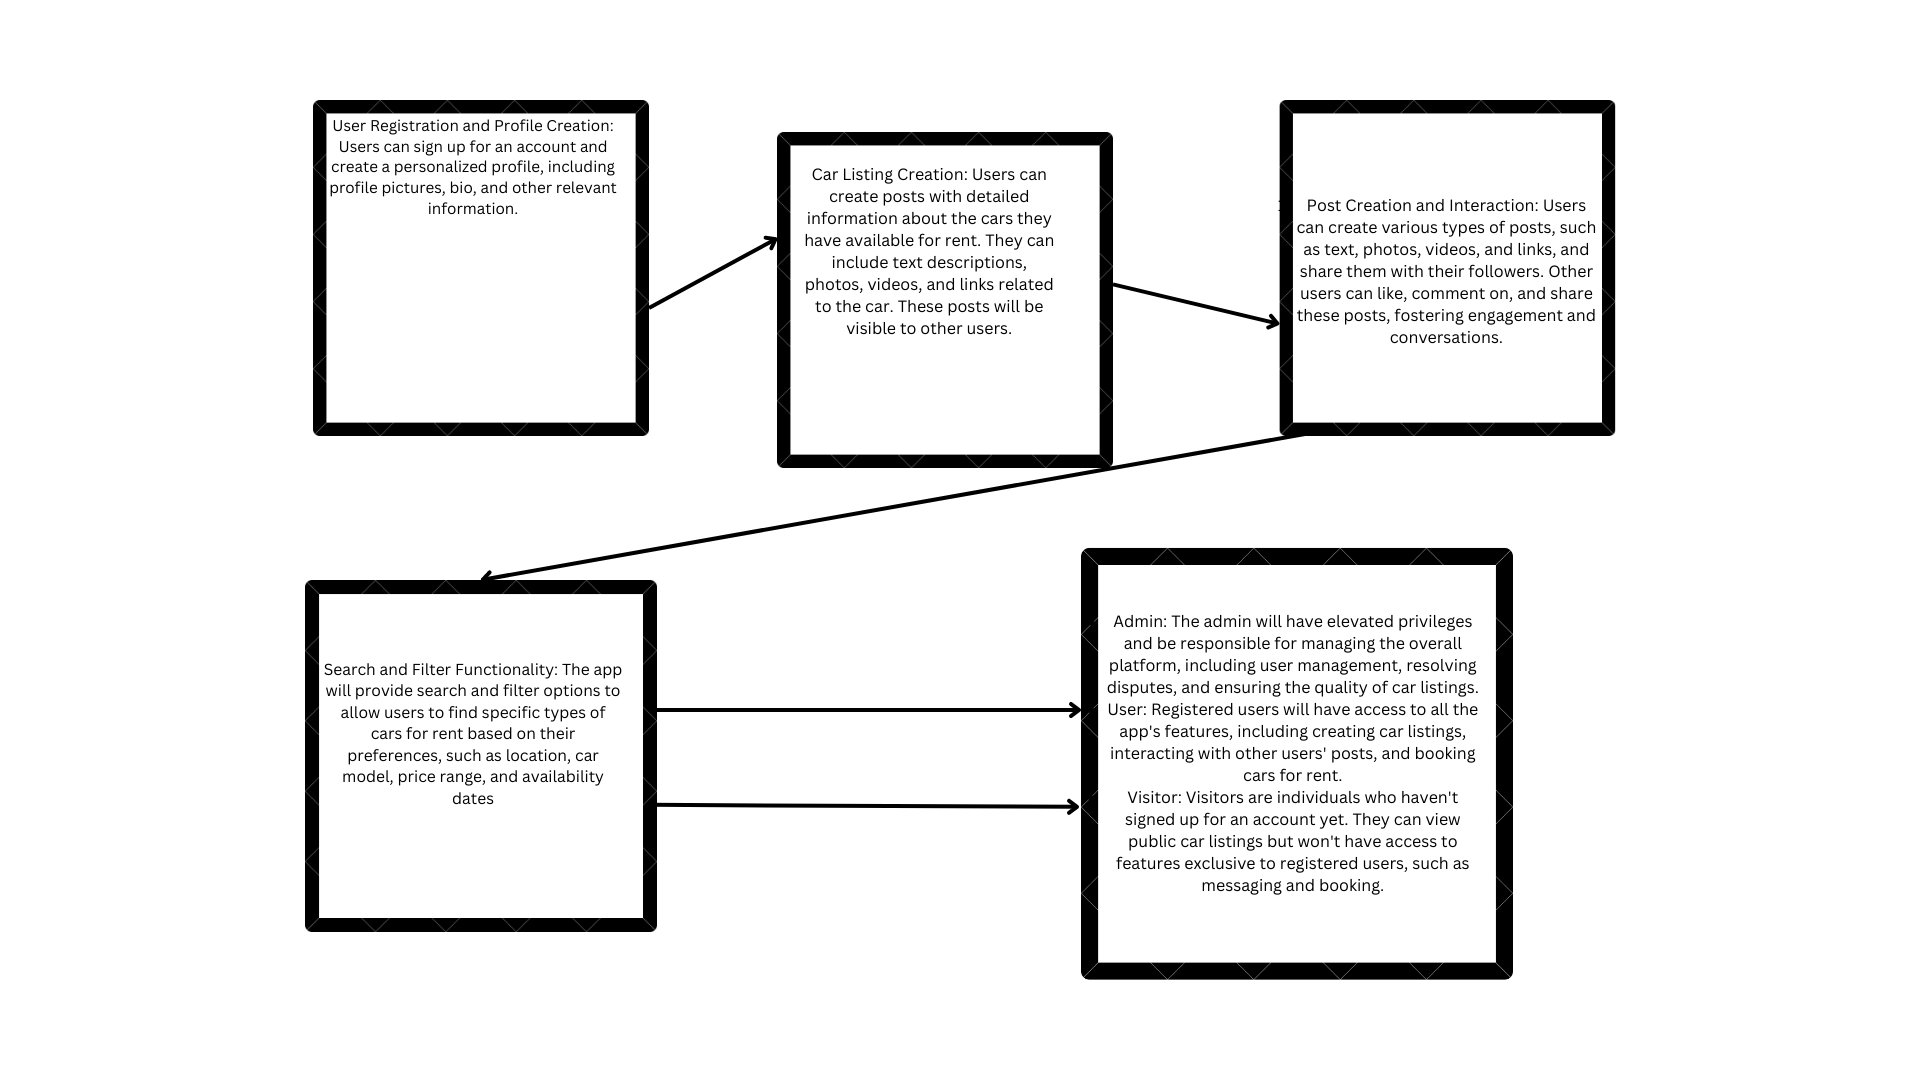 User Registration and Profile Creation:
Users can sign up for an account and
create a personalized profile, including
profile pictures, bio, and other relevant
information.
Car Listing Creation: Users can
create posts with detailed
information about the cars they
have available for rent. They can
include text descriptions,
photos, videos, and links related
to the car. These posts will be
visible to other users.
Post Creation and Interaction: Users
can create various types of posts, such
as text, photos, videos, and links, and
share them with their followers. Other
users can like, comment on, and share
these posts, fostering engagement and
conversations.
Search and Filter Functionality: The app
will provide search and filter options to
allow users to find specific types of
cars for rent based on their
preferences, such as location, car
model, price range, and availability
dates
Admin: The admin will have elevated privileges
and be responsible for managing the overall
platform, including user management, resolving
disputes, and ensuring the quality of car listings.
User: Registered users will have access to all the
app's features, including creating car listings,
interacting with other users' posts, and booking
cars for rent.
Visitor: Visitors are individuals who haven't
signed up for an account yet. They can view
public car listings but won't have access to
features exclusive to registered users, such as
messaging and booking.